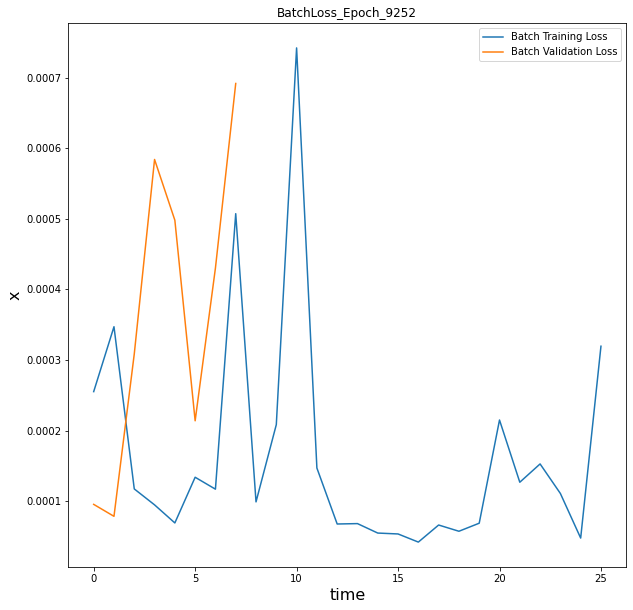 BatchLoss_Epoch_9252
Batch Training Loss
Batch Validation Loss
0.0007
0.0006
0.0005
0.0004
x
0.0003
0.0002
0.0001
0 5 10 15 20 25
time